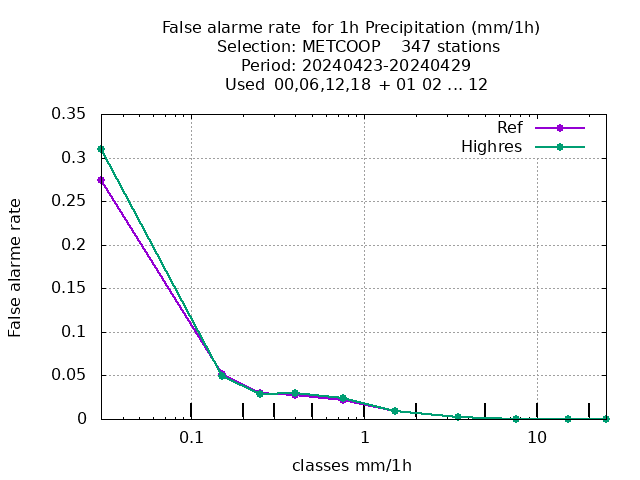 False alarme rate  for 1h Precipitation (mm/1h)
Selection: METCOOP    347 stations
Period: 20240423-20240429
Used  00,06,12,18 + 01 02 ... 12
Ref
Highres
0.35
0.3
0.25
0.2
0.15
0.1
0.05
0
False alarme rate
0.1 1 10
classes mm/1h